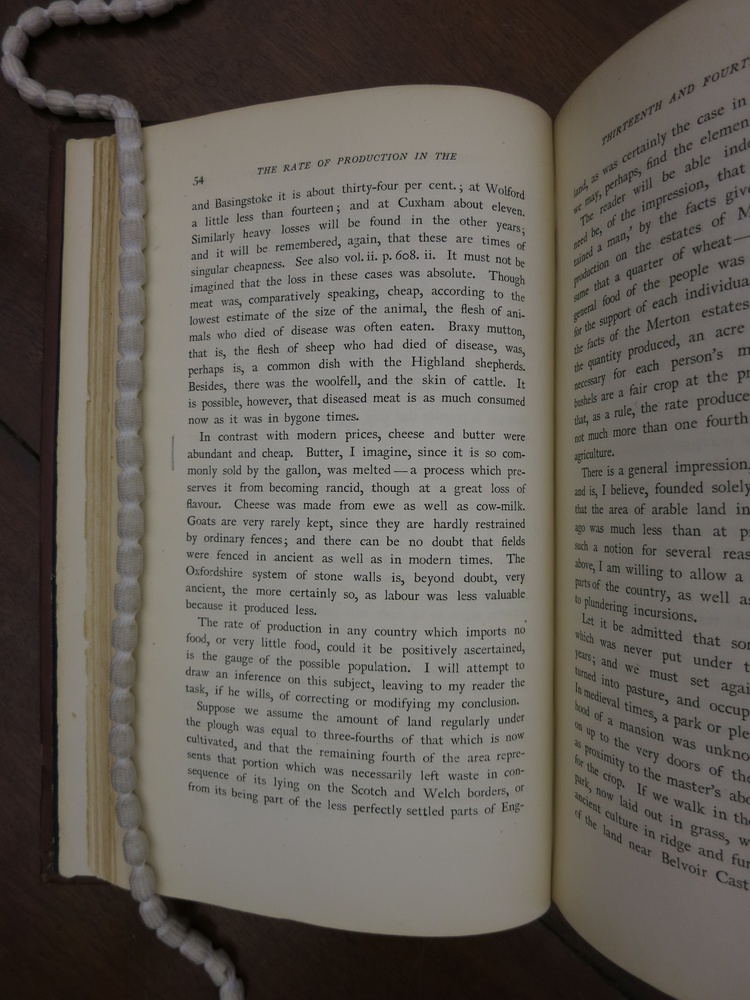 54
THE RATE OF PRODUCTION IN THE
and Basingstoke it is about thirty-four per cent.; at Wolford
a little less than fourteen; and at Cuxham about eleven.
Similarly heavy losses will be found in the other years;
and it will be remembered, again, that these are times of
singular cheapness. See also vol. ii. p. 608. ii. It must not be
imagined that the loss in these cases was absolute. Though
meat was, comparatively speaking, cheap, according to the
lowest estimate of the size of the animal, the flesh of ani-
mals who died of disease was often eaten. Braxy mutton,
that is, the flesh of sheep who had died of disease, was,
perhaps is, a common dish with the Highland shepherds.
Besides, there was the woolfell, and the skin of cattle. It
is possible, however, that diseased meat is as much consumed
now as it was in bygone times.
In contrast with modern prices, cheese and butter were
abundant and cheap. Butter, I imagine, since it is so com-
monly sold by the gallon, was melted—a process which pre-
serves it from becoming rancid, though at a great loss of
flavour. Cheese was made from ewe as well as cow-milk.
Goats are very rarely kept, since they are hardly restrained
by ordinary fences; and there can be no doubt that fields
were fenced in ancient as well as in modern times. The
Oxfordshire system of stone walls is, beyond doubt, very
ancient, the more certainly so, as labour was less valuable
because it produced less.
The rate of production in any country which imports no
food, or very little food, could it be positively ascertained,
is the gauge of the possible population. I will attempt to
draw an inference on this subject, leaving to my reader the
task, if he wills, of correcting or modifying my conclusion.
Suppose we assume the amount of land regularly under
the plough was equal to three-fourths of that which is now
cultivated, and that the remaining fourth of the area repre-
sents that portion which was necessarily left waste in con-
sequence of its lying on the Scotch and Welch borders, or
from its being part of the less perfectly settled parts of Eng-
THIRTEENTH AND
land, as was certainly the case in
we may, perhaps, find the
The reader will be able
need be, of the impression, that
tained a man,' by the facts
production on the estates of
sume that a quarter of wheat—
general food of the people was
for the support of each
the facts of the Merton estates
the quantity produced, an acre
necessary for each person's
bushels are a fair crop at the
that, as a rule, the rate
not much more than one fourth
agriculture.
There is a general impression,
and is, I believe, founded solely
that the area of arable land in
ago was much less than at
such a notion for several
above, I am willing to allow a
parts of the country, as well
to plundering incursions.
Let it be admitted that
which was never put under
years; and we must set
turned into pasture, and
In medieval times, a park or
hood of a mansion was
on up to the very doors of
as proximity to the master's
for the crop. If we walk in
park, now laid out in grass,
ancient culture in ridge and
of the land near Belvoir